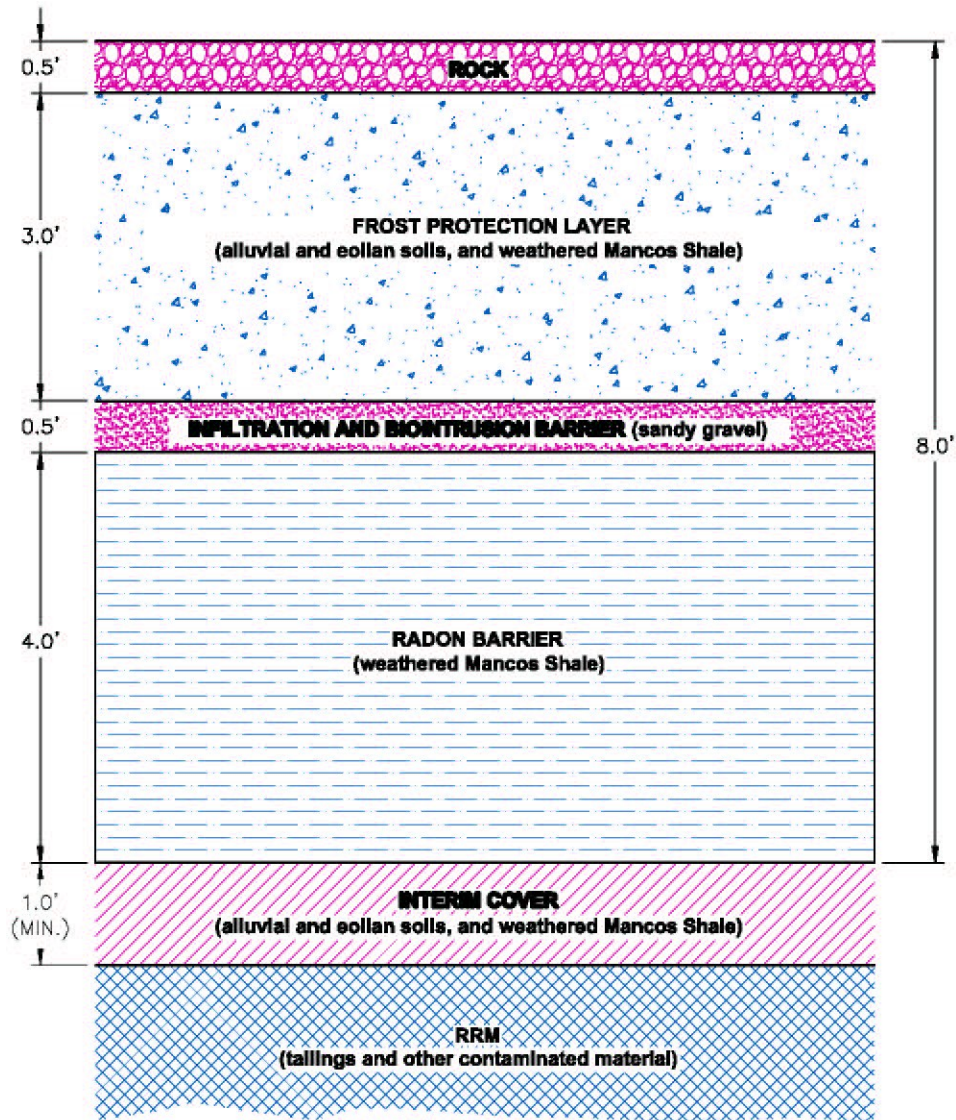 0.5'
ROCK
3.0'
FROST PROTECTION LAYER
(alluvial and eolian soils, and weathered Mancos Shale)
0.5'
INFILTRATION AND BIOINTRUSION BARRIER (sandy gravel)
8.0'
4.0'
RADON BARRIER
(weathered Mancos Shale)
1.0'
(MIN.)
INTERIM COVER
(alluvial and eolian soils, and weathered Mancos Shale)
RRM
(tailings and other contaminated material)